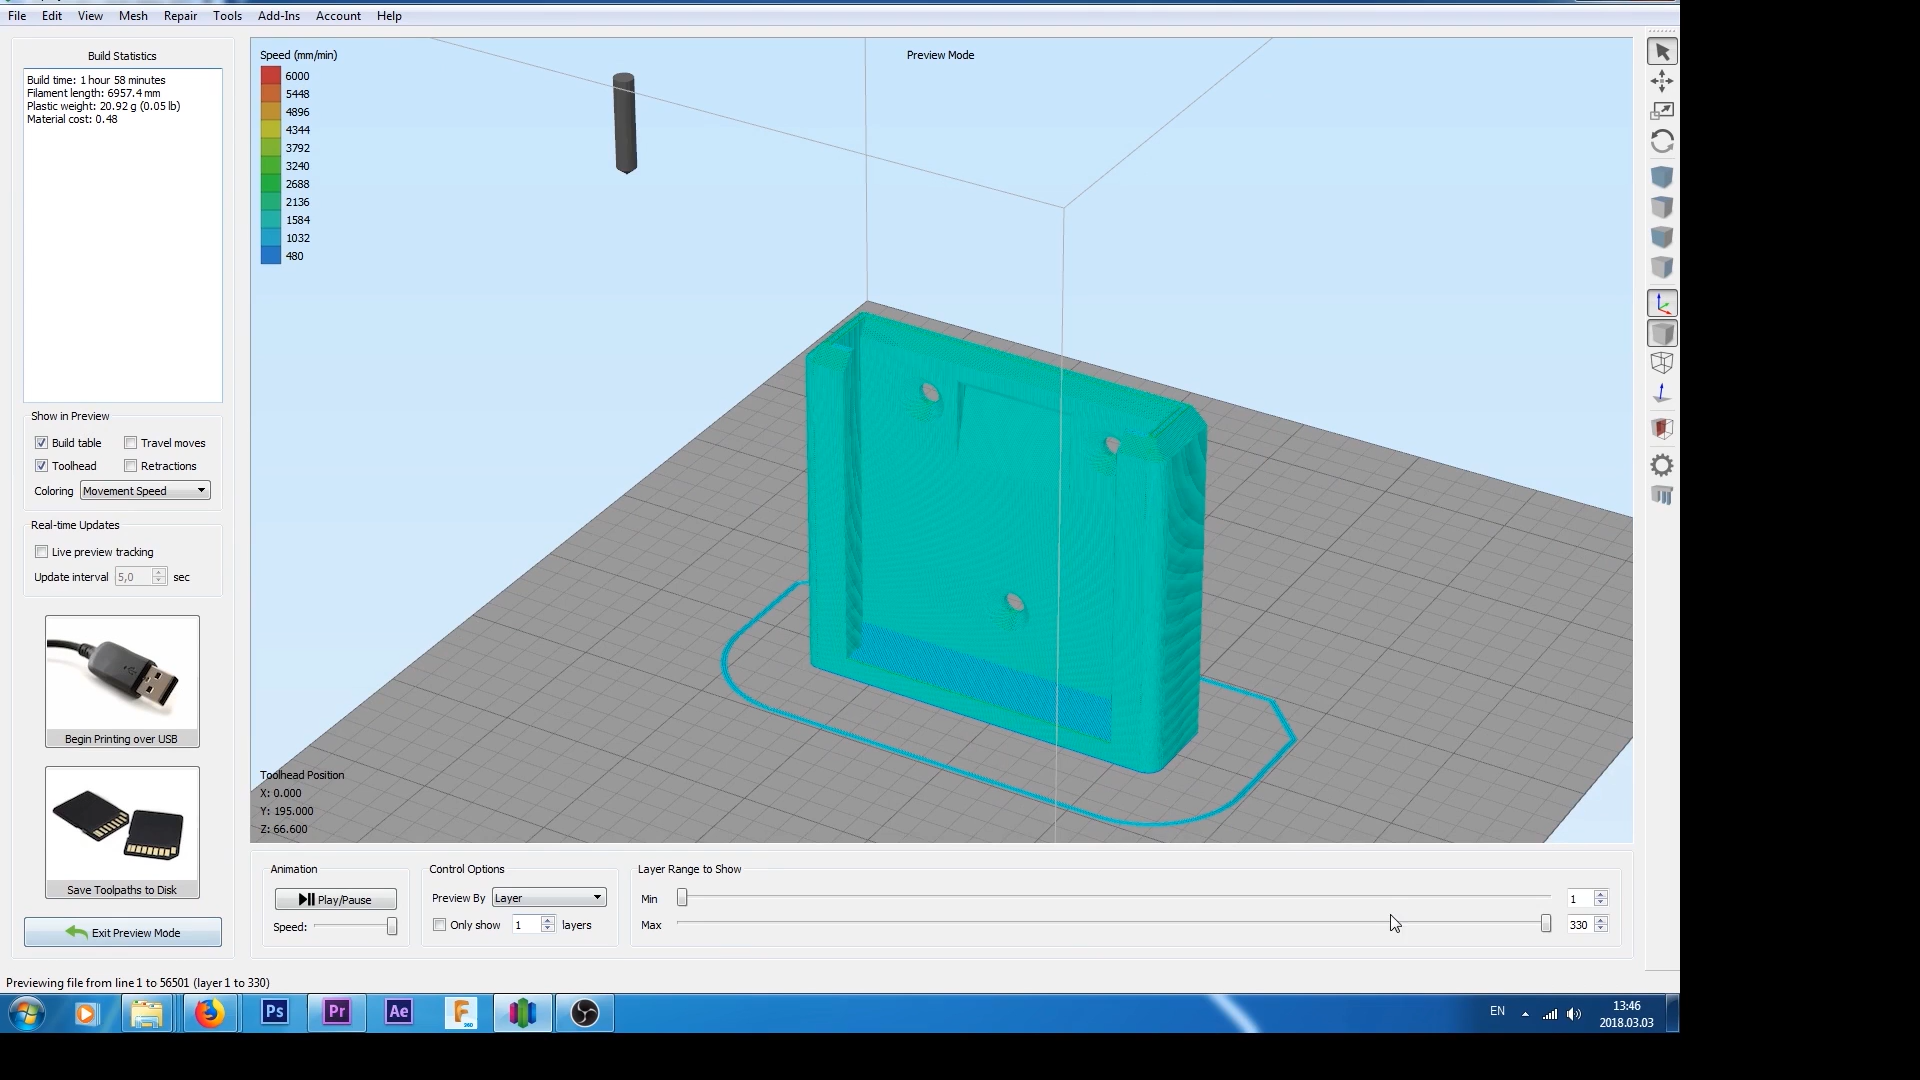 File Edit View Mesh Repair Tools Add-Ins Account Help
Build Statistics
Build time: 1 hour 58 minutes
Filament length: 6957.4 mm
Plastic weight: 20.92 g (0.05 lb)
Material cost: 0.48
Show in Preview
Build table Travel moves
Toolhead Retractions
Coloring Movement Speed
Real-time Updates
Live preview tracking
Update interval 5,0 sec
Begin Printing over USB
Save Toolpaths to Disk
Exit Preview Mode
Speed (mm/min)
6000
5448
4896
4344
3792
3240
2688
2136
1584
1032
480
Preview Mode
Toolhead Position
X: 0.000
Y: 195.000
Z: 66.600
Animation
Play/Pause
Speed:
Control Options
Preview By Layer
Only show 1 layers
Layer Range to Show
Min 1
Max 330
Previewing file from line 1 to 56501 (layer 1 to 330)
Ps Pr Ae F 360
EN
13:46
2018.03.03